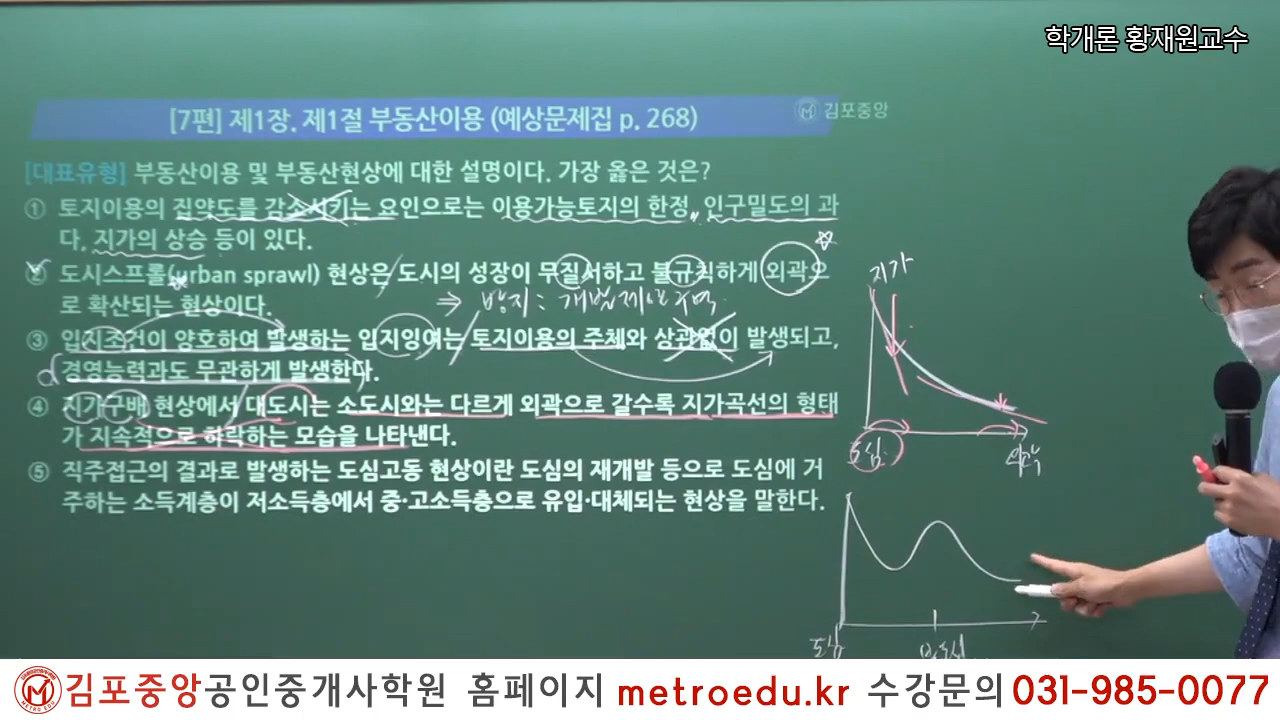 학개론 황재원교수
[7편] 제1장. 제1절 부동산이용 (예상문제집 p. 268)
김포중앙
[대표유형] 부동산이용 및 부동산현상에 대한 설명이다. 가장 옳은 것은?
① 토지이용의 집약도를 감소시키는 요인으로는 이용가능토지의 한정, 인구밀도의 과
다, 지가의 상승 등이 있다.
② 도시스프롤(urban sprawl) 현상은 도시의 성장이 무질서하고 불규칙하게 외곽으
로 확산되는 현상이다.
⇒ 방지 :
③ 입지조건이 양호하여 발생하는 입지잉여는 토지이용의 주체와 상관없이 발생되고,
경영능력과도 무관하게 발생한다.
④ 지가구배 현상에서 대도시는 소도시와는 다르게 외곽으로 갈수록 지가곡선의 형태
가 지속적으로 하락하는 모습을 나타낸다.
⑤ 직주접근의 결과로 발생하는 도심고동 현상이란 도심의 재개발 등으로 도심에 거
주하는 소득계층이 저소득층에서 중·고소득층으로 유입·대체되는 현상을 말한다.
지가
도심
외곽
도심
부도심
김포중앙공인중개사학원 홈페이지 metroedu.kr 수강문의 031-985-0077